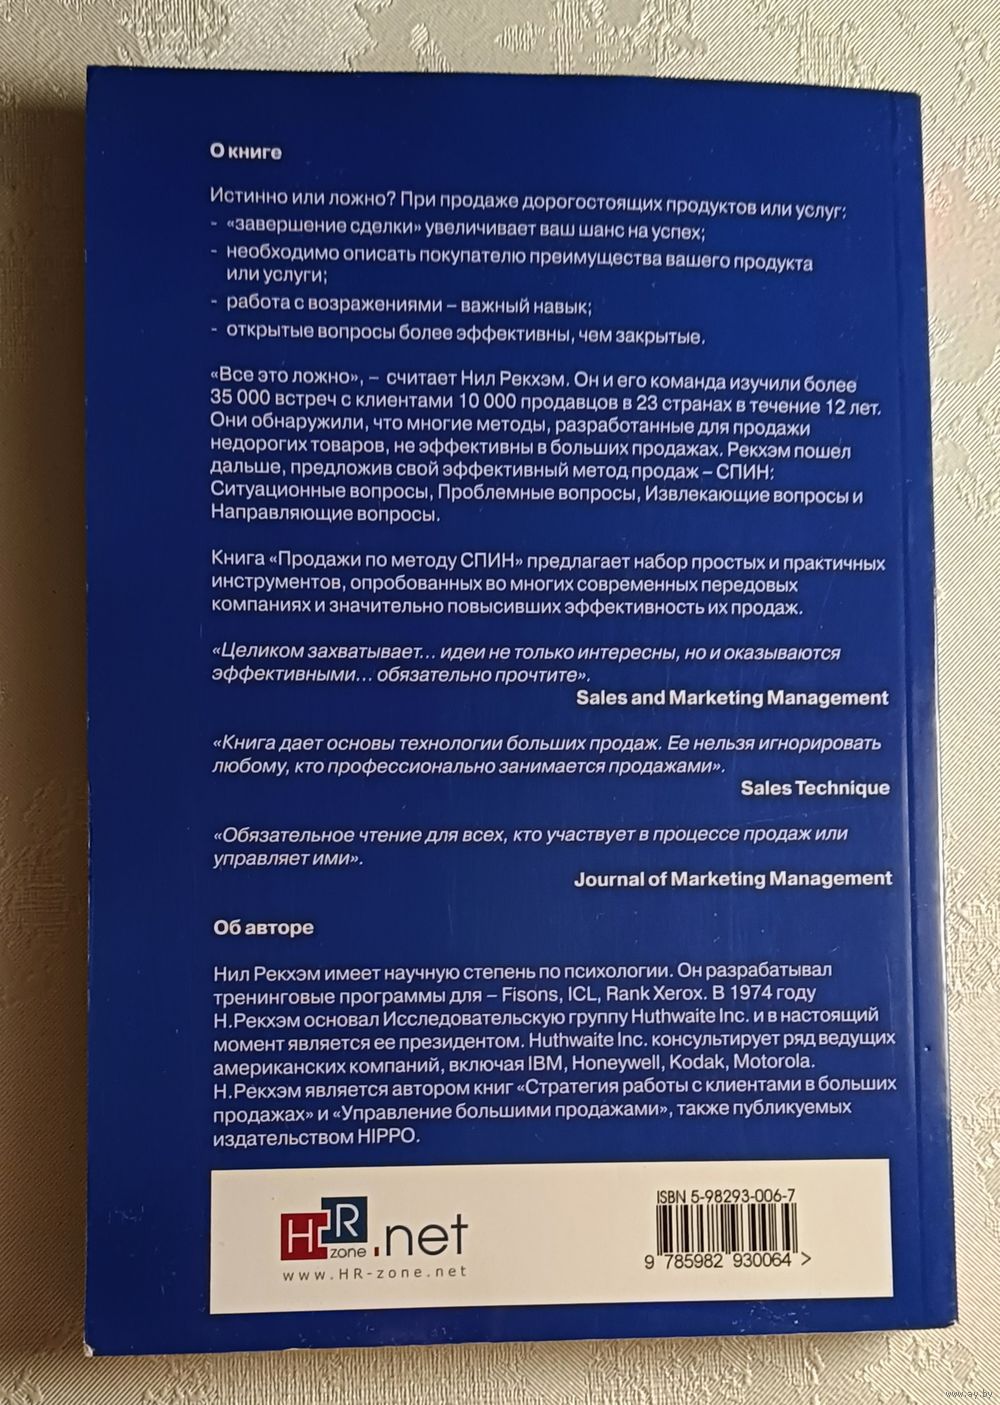 О книге
Истинно или ложно? При продаже дорогостоящих продуктов или услуг:
- «завершение сделки» увеличивает ваш шанс на успех;
- необходимо описать покупателю преимущества вашего продукта
или услуги;
- работа с возражениями – важный навык;
- открытые вопросы более эффективны, чем закрытые.
«Все это ложно», – считает Нил Рекхэм. Он и его команда изучили более
35 000 встреч с клиентами 10 000 продавцов в 23 странах в течение 12 лет.
Они обнаружили, что многие методы, разработанные для продажи
недорогих товаров, не эффективны в больших продажах. Рекхэм пошел
дальше, предложив свой эффективный метод продаж – СПИН:
Ситуационные вопросы, Проблемные вопросы, Извлекающие вопросы и
Направляющие вопросы.
Книга «Продажи по методу СПИН» предлагает набор простых и практичных
инструментов, опробованных во многих современных передовых
компаниях и значительно повысивших эффективность их продаж.
«Целиком захватывает... идеи не только интересны, но и оказываются
эффективными... обязательно прочтите».
Sales and Marketing Management
«Книга дает основы технологии больших продаж. Ее нельзя игнорировать
любому, кто профессионально занимается продажами».
Sales Technique
«Обязательное чтение для всех, кто участвует в процессе продаж или
управляет ими».
Journal of Marketing Management
Об авторе
Нил Рекхэм имеет научную степень по психологии. Он разрабатывал
тренинговые программы для – Fisons, ICL, Rank Xerox. В 1974 году
Н.Рекхэм основал Исследовательскую группу Huthwaite Inc. и в настоящий
момент является ее президентом. Huthwaite Inc. консультирует ряд ведущих
американских компаний, включая IBM, Honeywell, Kodak, Motorola.
Н.Рекхэм является автором книг «Стратегия работы с клиентами в больших
продажах» и «Управление большими продажами», также публикуемых
издательством HIPPO.
HR zone .net
www.HR-zone.net
ISBN 5-98293-006-7
9 785982 930064 >
www.ay.by